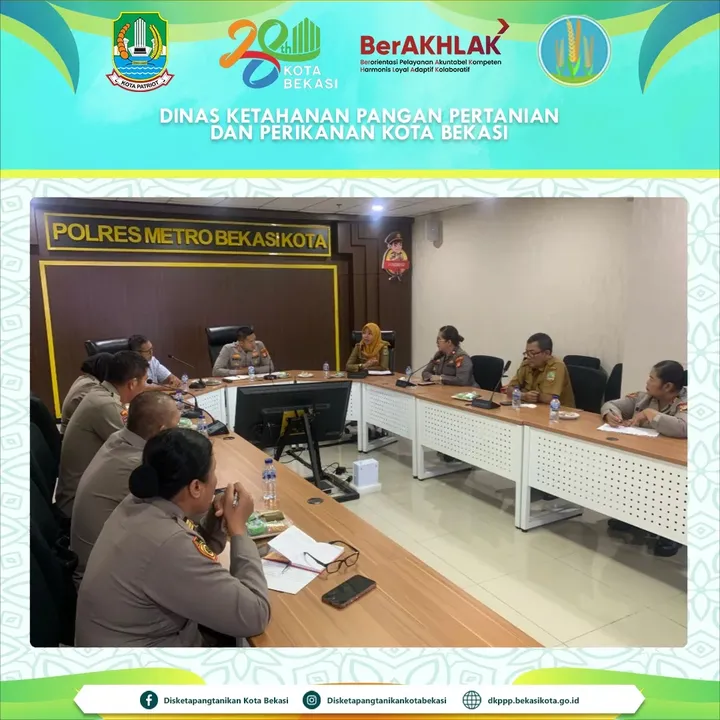 KOTA PATRIOT
28th
KOTA
BEKASI
BerAKHLAK
Berorientasi Pelayanan Akuntabel Kompeten
Harmonis Loyal Adaptif Kolaboratif
DINAS KETAHANAN PANGAN PERTANIAN
DAN PERIKANAN KOTA BEKASI
POLRES METRO BEKASI KOTA
Disketapangtanikan Kota Bekasi
Disketapangtanikankotabekasi
dkppp.bekasikota.go.id